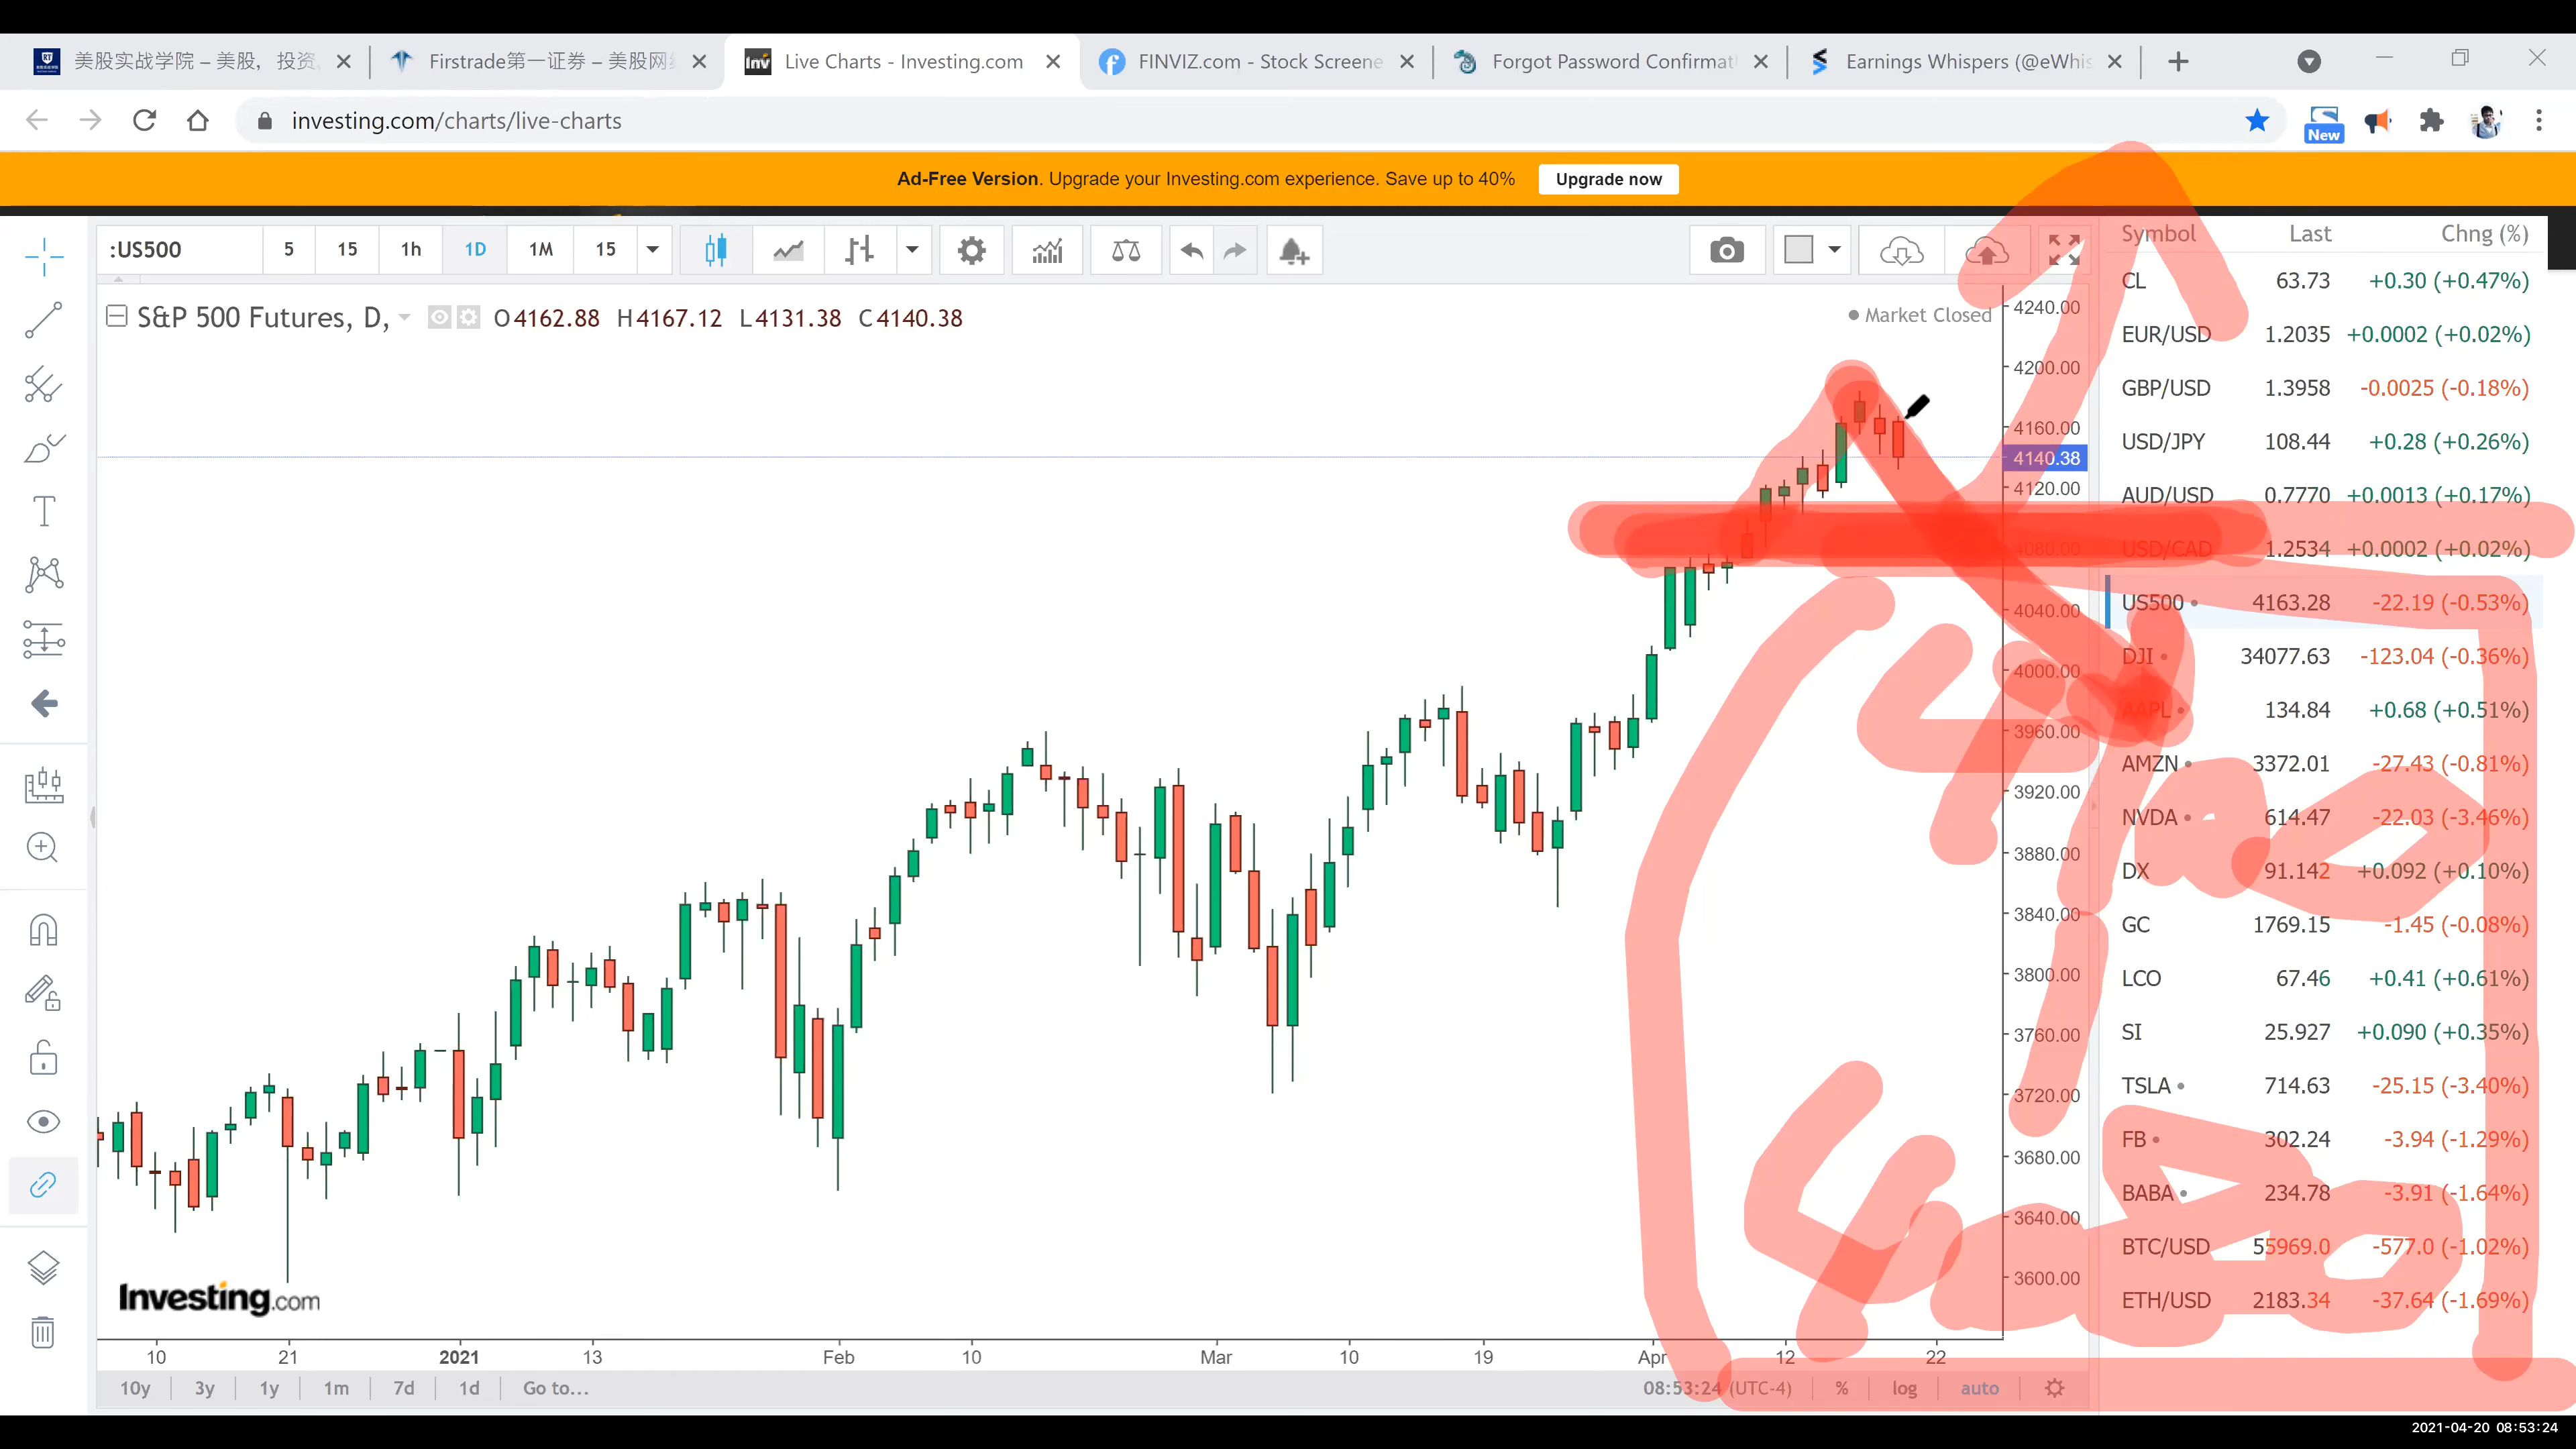 美股实战学院 – 美股，投资
Firstrade第一证券 – 美股网
Live Charts - Investing.com
FINVIZ.com - Stock Screene
Forgot Password Confirmat
Earnings Whispers (@eWhis
investing.com/charts/live-charts
New
Ad-Free Version. Upgrade your Investing.com experience. Save up to 40%
Upgrade now
:US500 5 15 1h 1D 1M 15
S&P 500 Futures, D, O4162.88 H4167.12 L4131.38 C4140.38
Market Closed
4240.00
4200.00
4160.00
4140.38
4120.00
4080.00
4040.00
4000.00
3960.00
3920.00
3880.00
3840.00
3800.00
3760.00
3720.00
3680.00
3640.00
3600.00
Symbol Last Chng (%)
CL 63.73 +0.30 (+0.47%)
EUR/USD 1.2035 +0.0002 (+0.02%)
GBP/USD 1.3958 -0.0025 (-0.18%)
USD/JPY 108.44 +0.28 (+0.26%)
AUD/USD 0.7770 +0.0013 (+0.17%)
USD/CAD 1.2534 +0.0002 (+0.02%)
US500 4163.28 -22.19 (-0.53%)
DJI 34077.63 -123.04 (-0.36%)
AAPL 134.84 +0.68 (+0.51%)
AMZN 3372.01 -27.43 (-0.81%)
NVDA 614.47 -22.03 (-3.46%)
DX 91.142 +0.092 (+0.10%)
GC 1769.15 -1.45 (-0.08%)
LCO 67.46 +0.41 (+0.61%)
SI 25.927 +0.090 (+0.35%)
TSLA 714.63 -25.15 (-3.40%)
FB 302.24 -3.94 (-1.29%)
BABA 234.78 -3.91 (-1.64%)
BTC/USD 55969.0 -577.0 (-1.02%)
ETH/USD 2183.34 -37.64 (-1.69%)
Investing.com
10 21 2021 13 Feb 10 Mar 10 19 Apr 12 22
10y 3y 1y 1m 7d 1d Go to... 08:53:24 (UTC-4) % log auto
2021-04-20 08:53:24